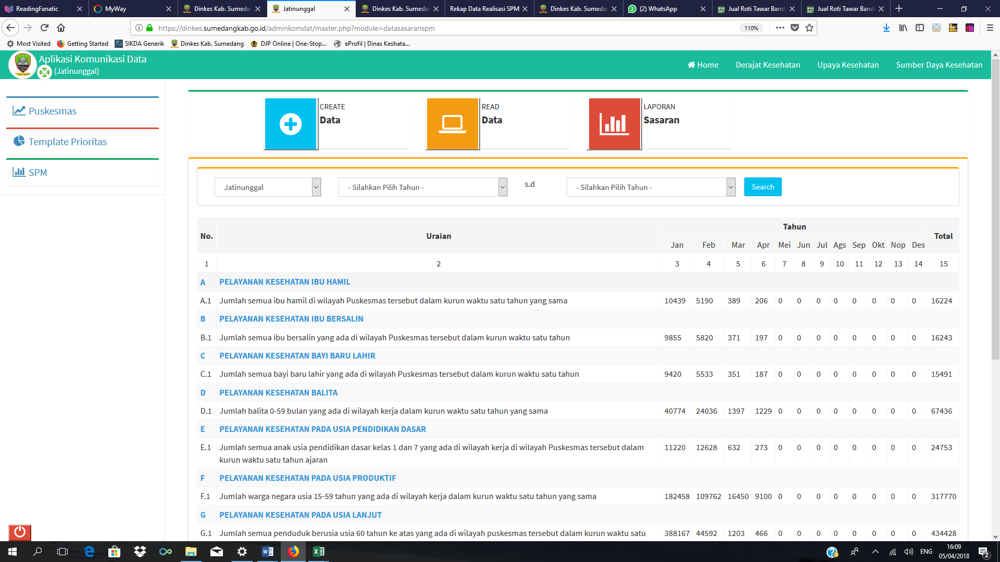 ReadingFanatic
MyWay
Dinkes Kab. Sumeda
Jatinunggal
Dinkes Kab. Sumeda
Rekap Data Realisasi SPM
Dinkes Kab. Sumeda
(2) WhatsApp
Jual Roti Tawar Band
Jual Roti Tawar Band
https://dinkes.sumedangkab.go.id/adminkomdat/master.php?module=datasasaranspm
110%
Most Visited
Getting Started
SIKDA Generik
Dinkes Kab. Sumedang
DJP Online | One-Stop...
eProfil | Dinas Keshata...
Aplikasi Komunikasi Data
(Jatinunggal)
Home
Derajat Kesehatan
Upaya Kesehatan
Sumber Daya Kesehatan
Puskesmas
Template Prioritas
SPM
CREATE
Data
READ
Data
LAPORAN
Sasaran
Jatinunggal
- Silahkan Pilih Tahun -
s.d
- Silahkan Pilih Tahun -
Search
No. Uraian Tahun Total
Jan Feb Mar Apr Mei Jun Jul Ags Sep Okt Nop Des
1 2 3 4 5 6 7 8 9 10 11 12 13 14 15
A PELAYANAN KESEHATAN IBU HAMIL
A.1 Jumlah semua ibu hamil di wilayah Puskesmas tersebut dalam kurun waktu satu tahun yang sama 10439 5190 389 206 0 0 0 0 0 0 0 0 16224
B PELAYANAN KESEHATAN IBU BERSALIN
B.1 Jumlah semua ibu bersalin yang ada di wilayah Puskesmas tersebut dalam kurun waktu satu tahun 9855 5820 371 197 0 0 0 0 0 0 0 0 16243
C PELAYANAN KESEHATAN BAYI BARU LAHIR
C.1 Jumlah semua bayi baru lahir yang ada di wilayah Puskesmas tersebut dalam kurun waktu satu tahun 9420 5533 351 187 0 0 0 0 0 0 0 0 15491
D PELAYANAN KESEHATAN BALITA
D.1 Jumlah balita 0-59 bulan yang ada di wilayah kerja dalam kurun waktu satu tahun yang sama 40774 24036 1397 1229 0 0 0 0 0 0 0 0 67436
E PELAYANAN KESEHATAN PADA USIA PENDIDIKAN DASAR
E.1 Jumlah semua anak usia pendidikan dasar kelas 1 dan 7 yang ada di wilayah kerja di wilayah Puskesmas tersebut dalam 11220 12628 632 273 0 0 0 0 0 0 0 0 24753
kurun waktu satu tahun ajaran
F PELAYANAN KESEHATAN PADA USIA PRODUKTIF
F.1 Jumlah warga negara usia 15-59 tahun yang ada di wilayah kerja dalam kurun waktu satu tahun yang sama 182458 109762 16450 9100 0 0 0 0 0 0 0 0 317770
G PELAYANAN KESEHATAN PADA USIA LANJUT
G.1 Jumlah semua penduduk berusia usia 60 tahun ke atas yang ada di wilayah puskesmas tersebut dalam kurun waktu satu 388167 44592 1203 466 0 0 0 0 0 0 0 0 434428
ENG
16:09
05/04/2018
2